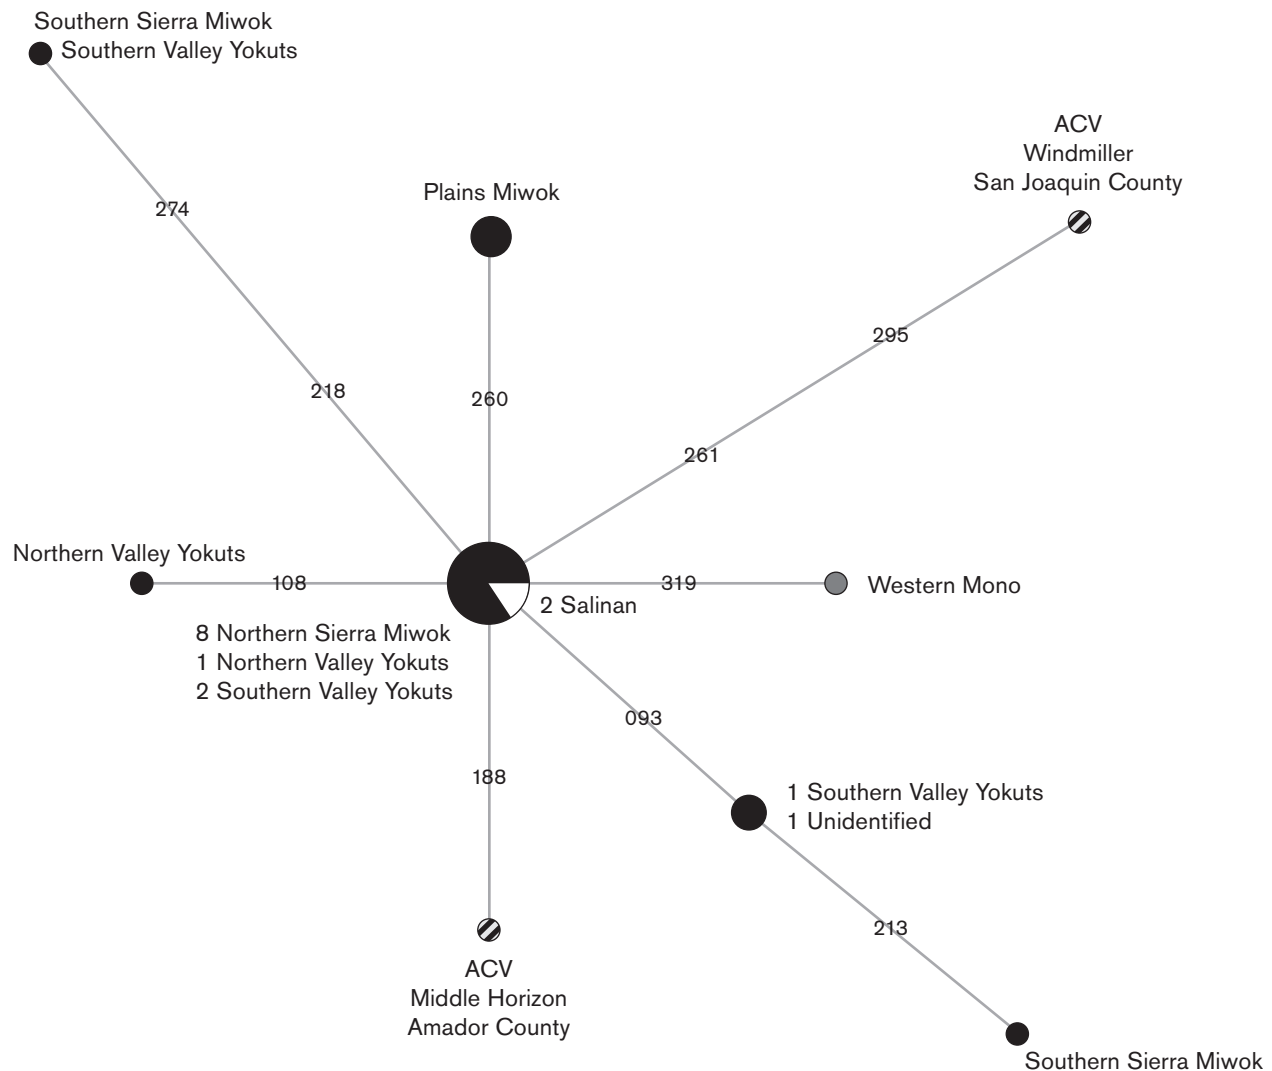 Southern Sierra Miwok
Southern Valley Yokuts
ACV
Windmiller
San Joaquin County
Plains Miwok
274
295
218
260
261
Northern Valley Yokuts
108
319
Western Mono
2 Salinan
8 Northern Sierra Miwok
1 Northern Valley Yokuts
2 Southern Valley Yokuts
093
188
1 Southern Valley Yokuts
1 Unidentified
213
ACV
Middle Horizon
Amador County
Southern Sierra Miwok